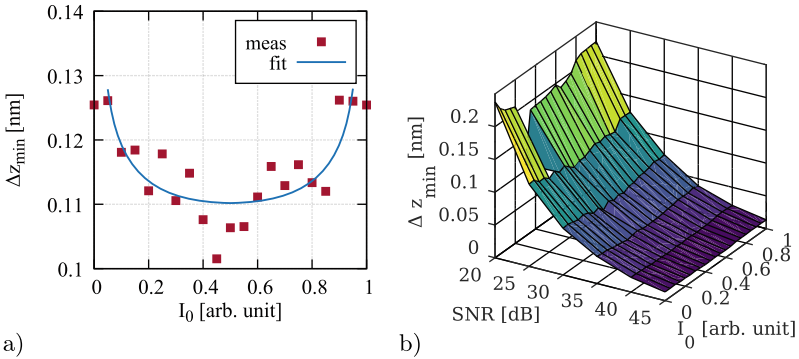 0.14
0.13
0.12
0.11
0.1
Δz_min [nm]
meas
fit
0 0.2 0.4 0.6 0.8 1
I_0 [arb. unit]
a)
0.2
0.15
0.1
0.05
0
Δ z_min [nm]
20 25 30 35 40 45
SNR [dB]
0 0.2 0.4 0.6 0.8 1
I_0 [arb. unit]
b)